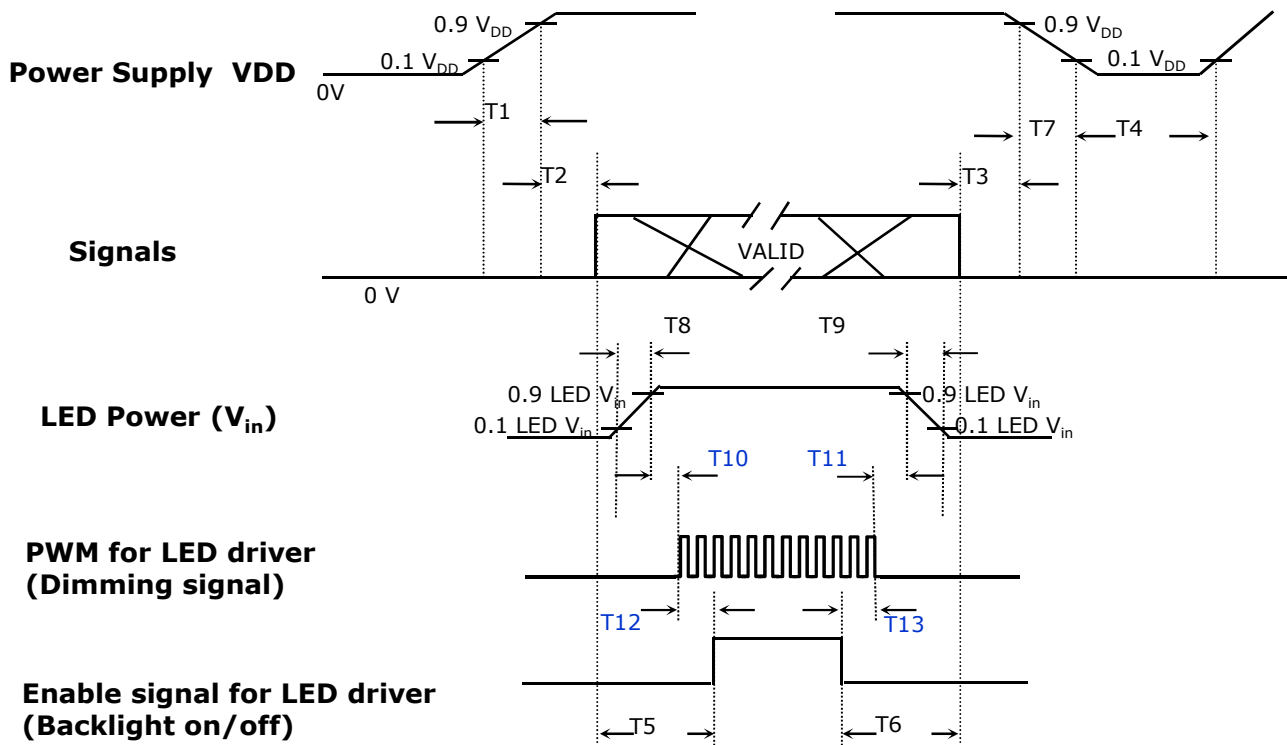 0.9 VDD
0.9 VDD
Power Supply VDD
0.1 VDD
0.1 VDD
0V
T1
T7
T4
T2
T3
Signals
VALID
0 V
T8
T9
LED Power (Vin)
0.9 LED Vin
0.9 LED Vin
0.1 LED Vin
0.1 LED Vin
T10
T11
PWM for LED driver
(Dimming signal)
T12
T13
Enable signal for LED driver
(Backlight on/off)
T5
T6